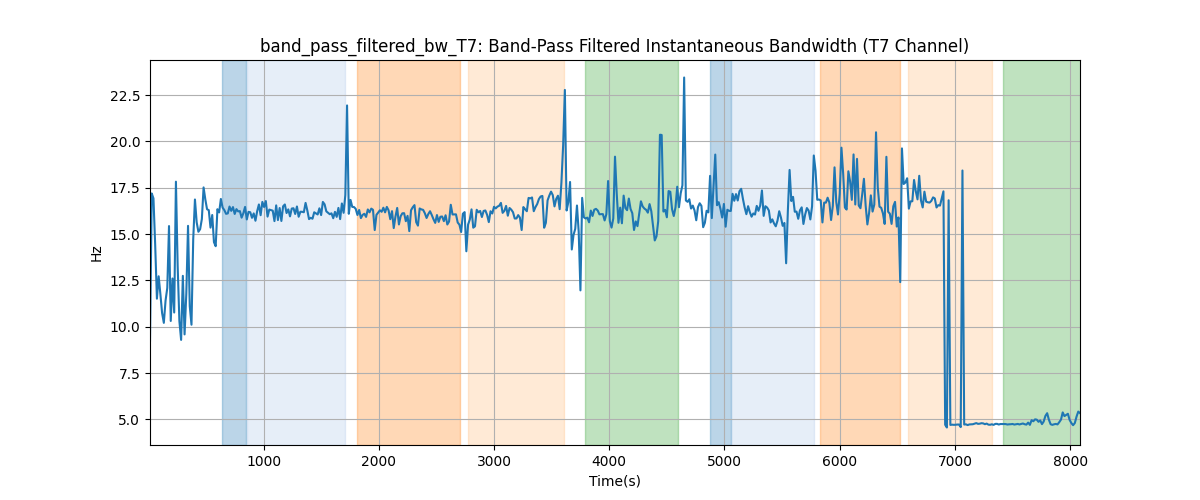 band_pass_filtered_bw_T7: Band-Pass Filtered Instantaneous Bandwidth (T7 Channel)
22.5
20.0
17.5
15.0
12.5
10.0
7.5
5.0
Hz
1000 2000 3000 4000 5000 6000 7000 8000
Time(s)